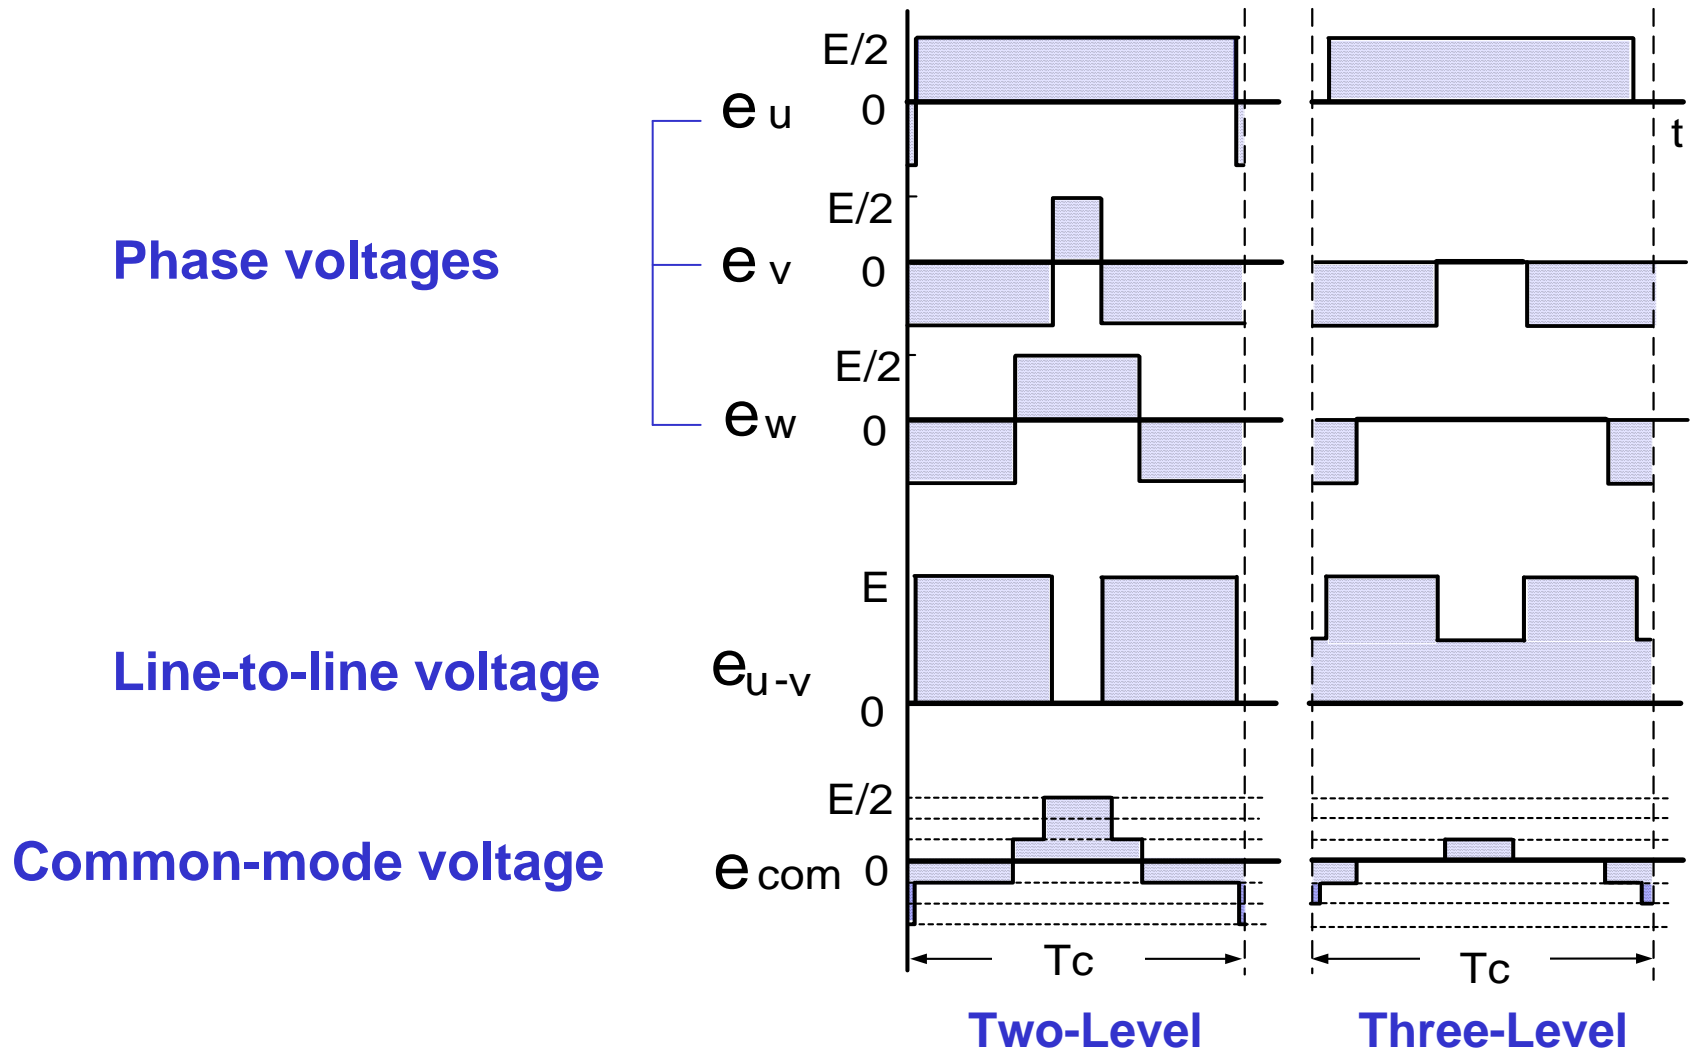 E/2
e u
0
t
E/2
Phase voltages
e v
0
E/2
e w
0
E
Line-to-line voltage
e u-v
0
E/2
Common-mode voltage
e com
0
Tc
Tc
Two-Level
Three-Level